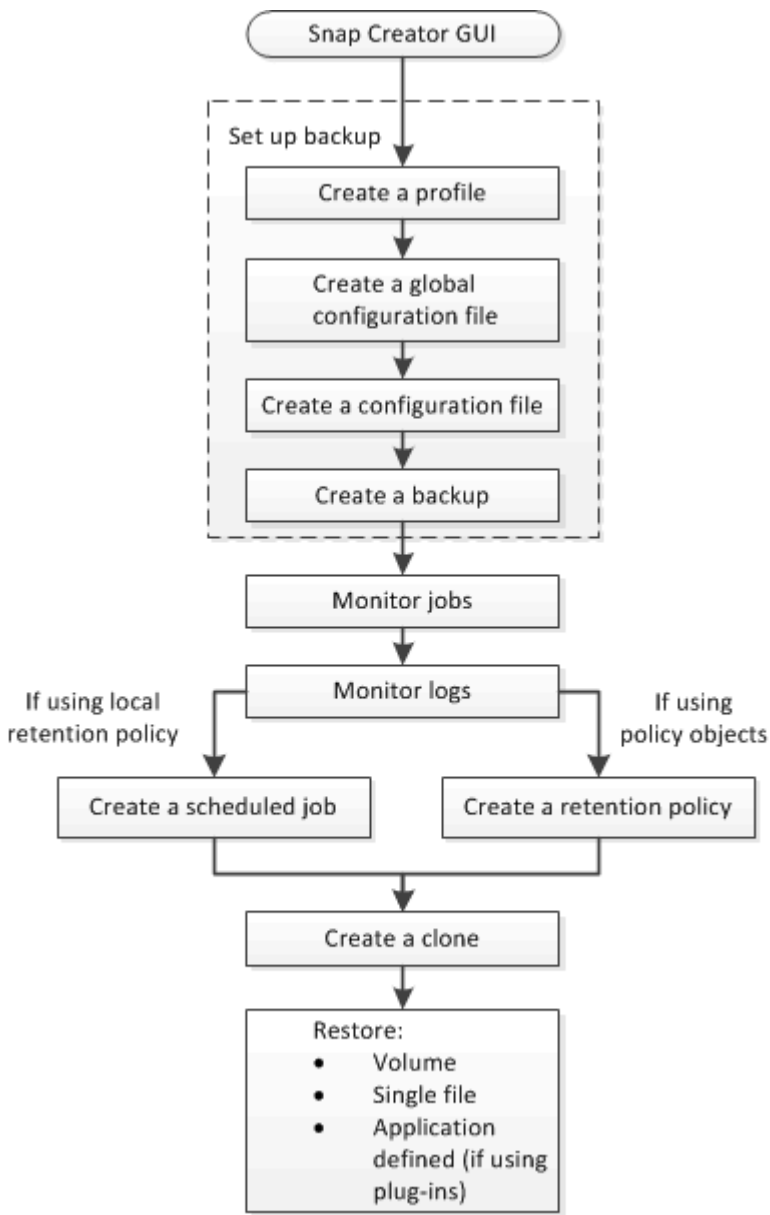 Snap Creator GUI
Set up backup
Create a profile
Create a global
configuration file
Create a configuration file
Create a backup
Monitor jobs
Monitor logs
If using local
retention policy
If using
policy objects
Create a scheduled job
Create a retention policy
Create a clone
Restore:
• Volume
• Single file
• Application
defined (if using
plug-ins)